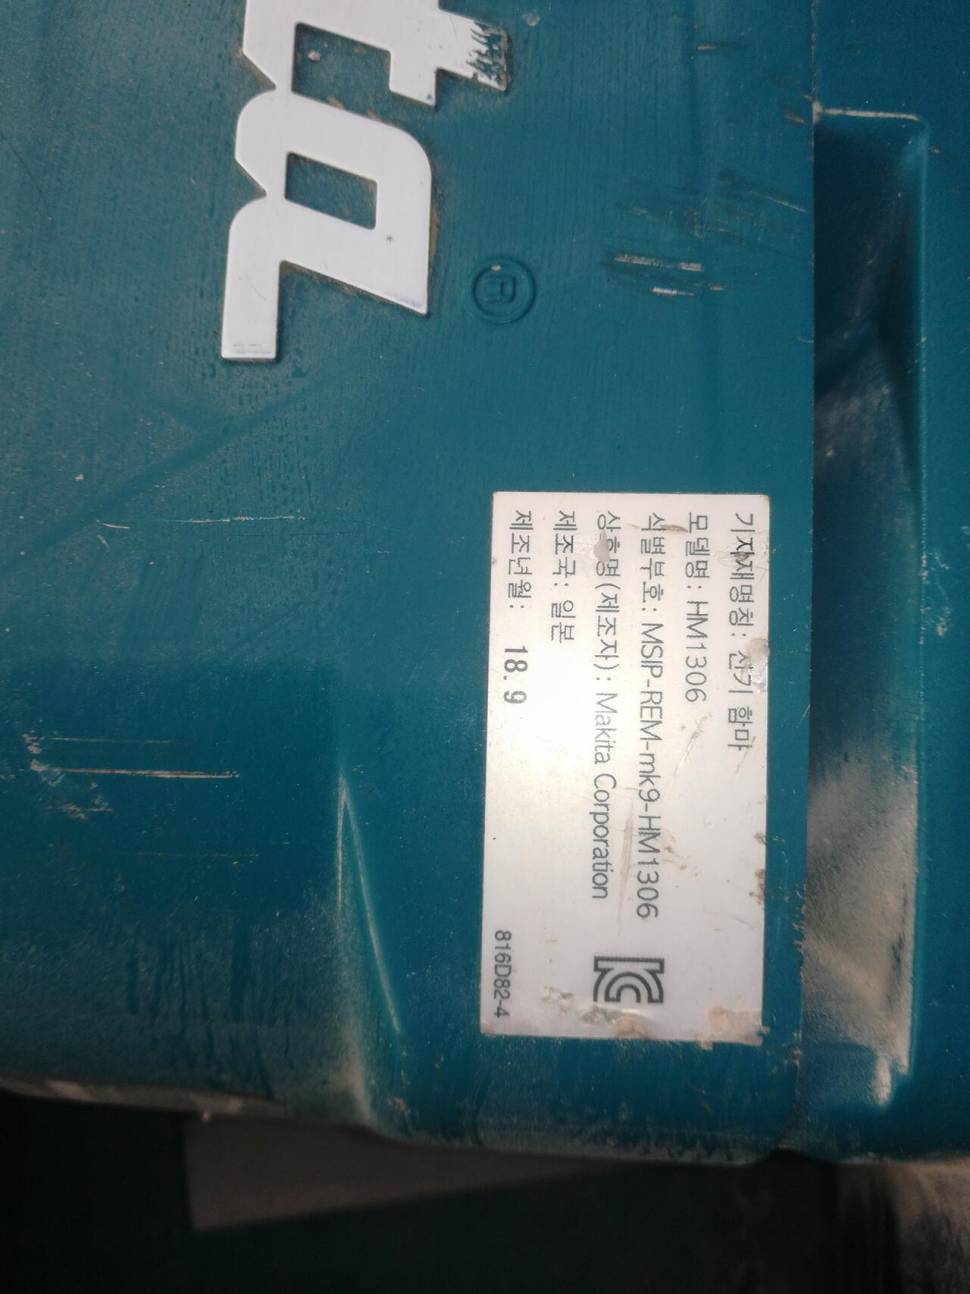 ta
®
기자재명칭: 전기 함마
모델명: HM1306
식별부호: MSIP-REM-mk9-HM1306
상호명(제조자): Makita Corporation
제조국: 일본
제조년월: 18.9
KC
816D82-4